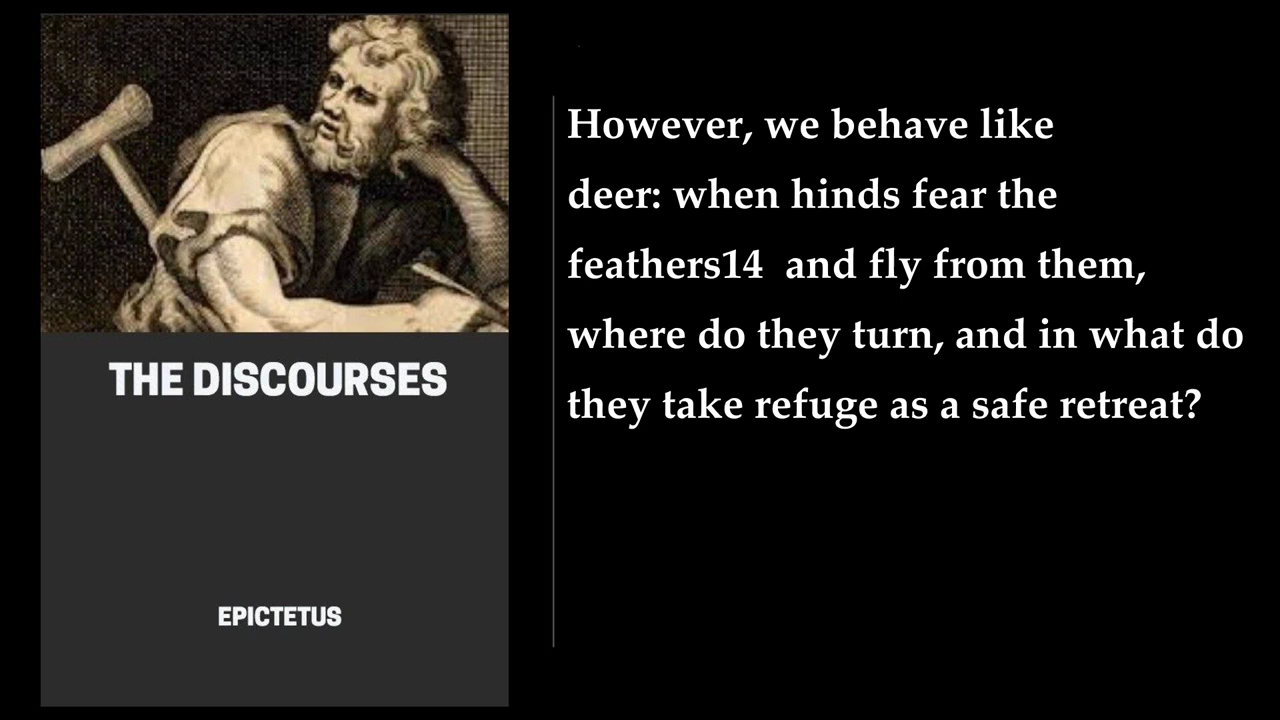 THE DISCOURSES
EPICTETUS
However, we behave like
deer: when hinds fear the
feathers14  and fly from them,
where do they turn, and in what do
they take refuge as a safe retreat?